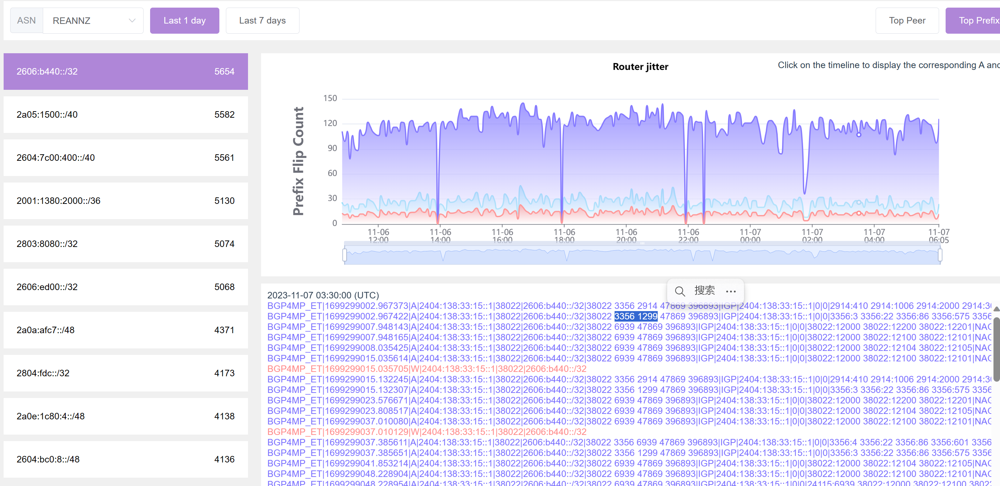 ASN REANNZ Last 1 day Last 7 days Top Peer Top Prefix
2606:b440::/32 5654
2a05:1500::/40 5582
2604:7c00:400::/40 5561
2001:1380:2000::/36 5130
2803:8080::/32 5074
2606:ed00::/32 5068
2a0a:afc7::/48 4371
2804:fdc::/32 4173
2a0e:1c80:4::/48 4138
2604:bc0:8::/48 4136
Router jitter
Click on the timeline to display the corresponding A and
Prefix Flip Count
150
120
90
60
30
0
11-06 12:00
11-06 14:00
11-06 16:00
11-06 18:00
11-06 20:00
11-06 22:00
11-07 00:00
11-07 02:00
11-07 04:00
11-07 06:05
搜索 ...
2023-11-07 03:30:00 (UTC)
BGP4MP_ET|1699299002.967373|A|2404:138:33:15::1|38022|2606:b440::/32|38022 3356 2914 47869 396893|IGP|2404:138:33:15::1|0|0|2914:410 2914:1006 2914:2000 2914:30
BGP4MP_ET|1699299002.967422|A|2404:138:33:15::1|38022|2606:b440::/32|38022 3356 1299 47869 396893|IGP|2404:138:33:15::1|0|0|3356:3 3356:22 3356:86 3356:575 3356
BGP4MP_ET|1699299007.948143|A|2404:138:33:15::1|38022|2606:b440::/32|38022 6939 47869 396893|IGP|2404:138:33:15::1|0|0|38022:12000 38022:12200 38022:12201|NAG
BGP4MP_ET|1699299007.948165|A|2404:138:33:15::1|38022|2606:b440::/32|38022 6939 47869 396893|IGP|2404:138:33:15::1|0|0|38022:12000 38022:12100 38022:12101|NAG
BGP4MP_ET|1699299008.035425|A|2404:138:33:15::1|38022|2606:b440::/32|38022 6939 47869 396893|IGP|2404:138:33:15::1|0|0|38022:12000 38022:12104 38022:12105|NAG
BGP4MP_ET|1699299015.035614|A|2404:138:33:15::1|38022|2606:b440::/32|38022 6939 47869 396893|IGP|2404:138:33:15::1|0|0|38022:12000 38022:12100 38022:12101|NAG
BGP4MP_ET|1699299015.035705|W|2404:138:33:15::1|38022|2606:b440::/32
BGP4MP_ET|1699299015.132245|A|2404:138:33:15::1|38022|2606:b440::/32|38022 3356 2914 47869 396893|IGP|2404:138:33:15::1|0|0|2914:410 2914:1006 2914:2000 2914:30
BGP4MP_ET|1699299015.132307|A|2404:138:33:15::1|38022|2606:b440::/32|38022 3356 1299 47869 396893|IGP|2404:138:33:15::1|0|0|3356:3 3356:22 3356:86 3356:575 3356
BGP4MP_ET|1699299023.576671|A|2404:138:33:15::1|38022|2606:b440::/32|38022 6939 47869 396893|IGP|2404:138:33:15::1|0|0|38022:12000 38022:12200 38022:12201|NAG
BGP4MP_ET|1699299023.808517|A|2404:138:33:15::1|38022|2606:b440::/32|38022 6939 47869 396893|IGP|2404:138:33:15::1|0|0|38022:12000 38022:12104 38022:12105|NAG
BGP4MP_ET|1699299037.010080|A|2404:138:33:15::1|38022|2606:b440::/32|38022 6939 47869 396893|IGP|2404:138:33:15::1|0|0|38022:12000 38022:12100 38022:12101|NAG
BGP4MP_ET|1699299037.010129|W|2404:138:33:15::1|38022|2606:b440::/32
BGP4MP_ET|1699299037.385611|A|2404:138:33:15::1|38022|2606:b440::/32|38022 3356 6939 47869 396893|IGP|2404:138:33:15::1|0|0|3356:4 3356:22 3356:86 3356:601 3356
BGP4MP_ET|1699299037.385651|A|2404:138:33:15::1|38022|2606:b440::/32|38022 3356 1299 47869 396893|IGP|2404:138:33:15::1|0|0|3356:3 3356:22 3356:86 3356:575 3356
BGP4MP_ET|1699299041.853214|A|2404:138:33:15::1|38022|2606:b440::/32|38022 6939 47869 396893|IGP|2404:138:33:15::1|0|0|38022:12000 38022:12104 38022:12105|NAG
BGP4MP_ET|1699299048.228904|A|2404:138:33:15::1|38022|2606:b440::/32|38022 6939 47869 396893|IGP|2404:138:33:15::1|0|0|38022:12000 38022:12100 38022:12101|NAG
BGP4MP_ET|1699299048.228954|A|2404:138:33:15::1|38022|2606:b440::/32|38022 6939 47869 396893|IGP|2404:138:33:15::1|0|0|24115:6939 38022:12000 38022:12100 3802